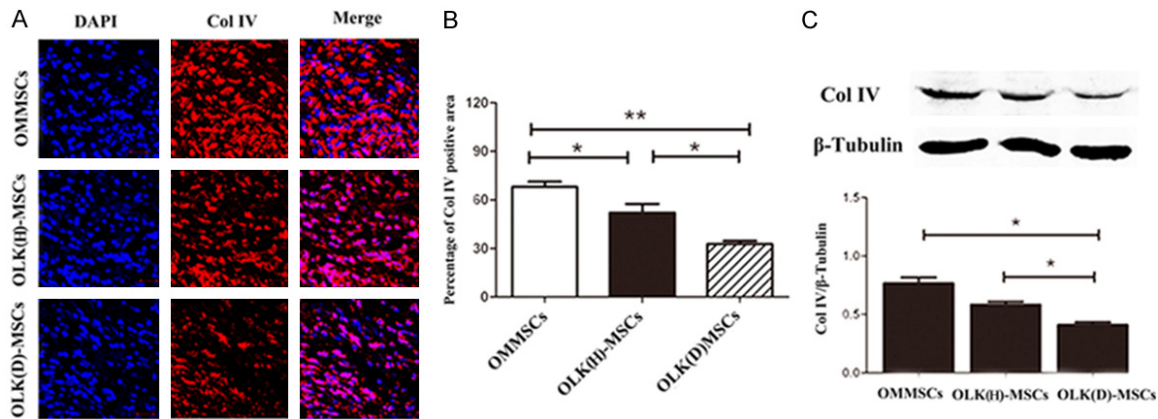 A
DAPI
Col IV
Merge
OMMSCs
OLK(H)-MSCs
OLK(D)-MSCs
B
Percentage of Col IV positive area
120
90
60
30
0
**
*
*
OMMSCs
OLK(H)-MSCs
OLK(D)MSCs
C
Col IV
β-Tubulin
Col IV/β-Tubulin
1.5
1.0
0.5
0.0
*
*
OMMSCs
OLK(H)-MSCs
OLK(D)-MSCs